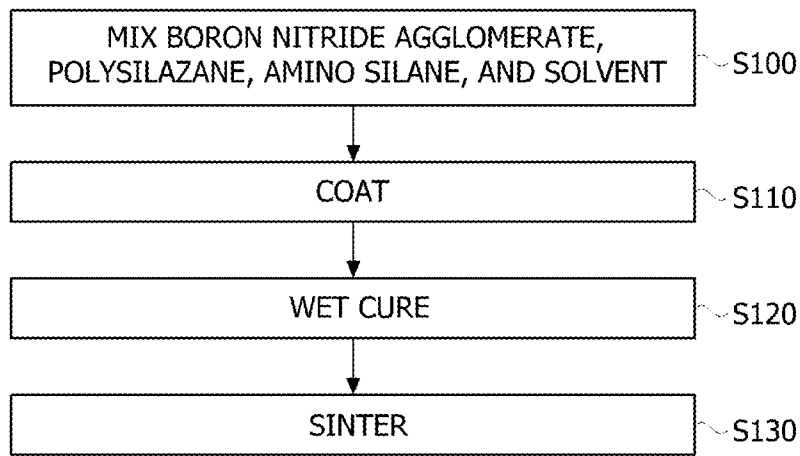 MIX BORON NITRIDE AGGLOMERATE,
POLYSILAZANE, AMINO SILANE, AND SOLVENT
S100
COAT
S110
WET CURE
S120
SINTER
S130